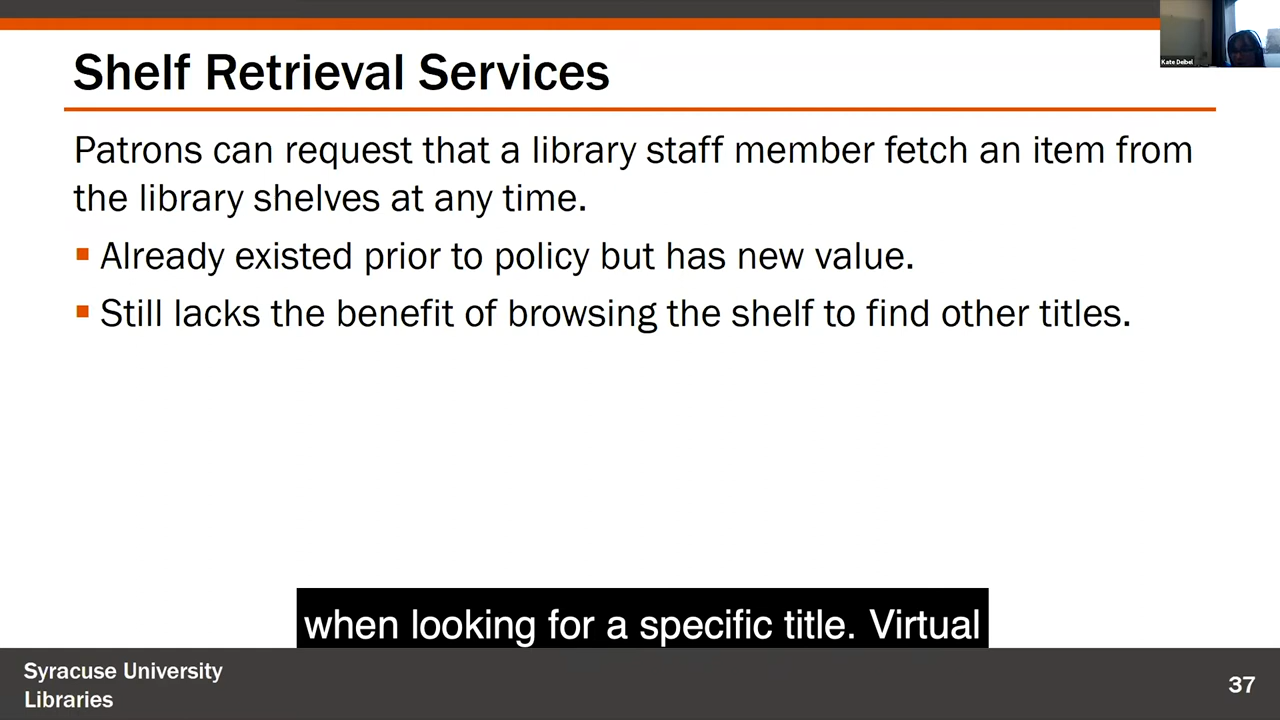 Shelf Retrieval Services
Kate Deibel
Patrons can request that a library staff member fetch an item from
the library shelves at any time.
Already existed prior to policy but has new value.
Still lacks the benefit of browsing the shelf to find other titles.
when looking for a specific title. Virtual
Syracuse University
Libraries
37